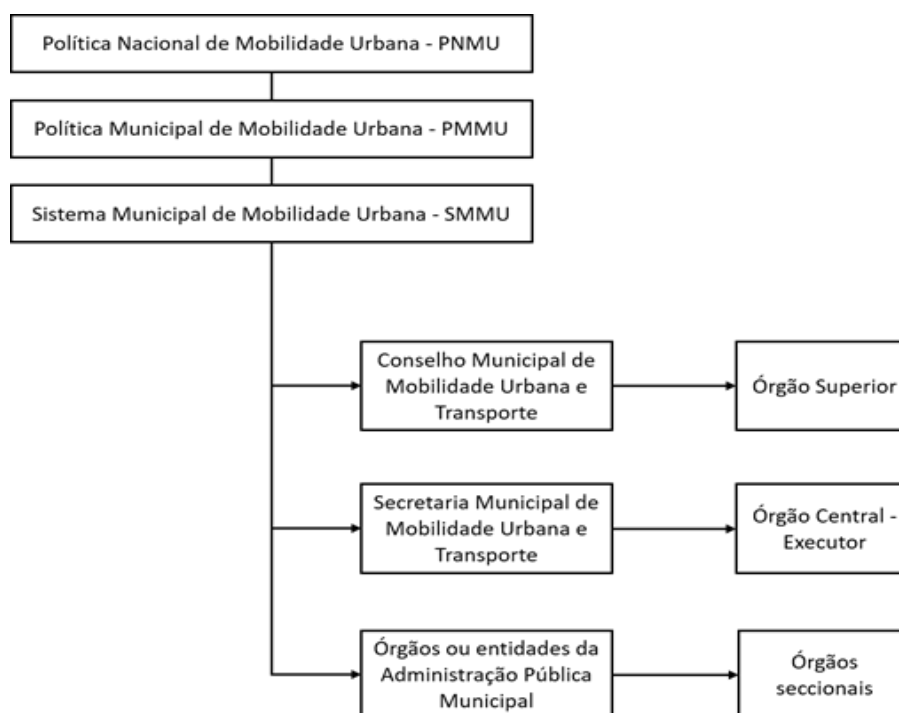 Política Nacional de Mobilidade Urbana - PNMU
Política Municipal de Mobilidade Urbana - PMMU
Sistema Municipal de Mobilidade Urbana - SMMU
Conselho Municipal de
Mobilidade Urbana e
Transporte
Órgão Superior
Secretaria Municipal de
Mobilidade Urbana e
Transporte
Órgão Central -
Executor
Órgãos ou entidades da
Administração Pública
Municipal
Órgãos
seccionais